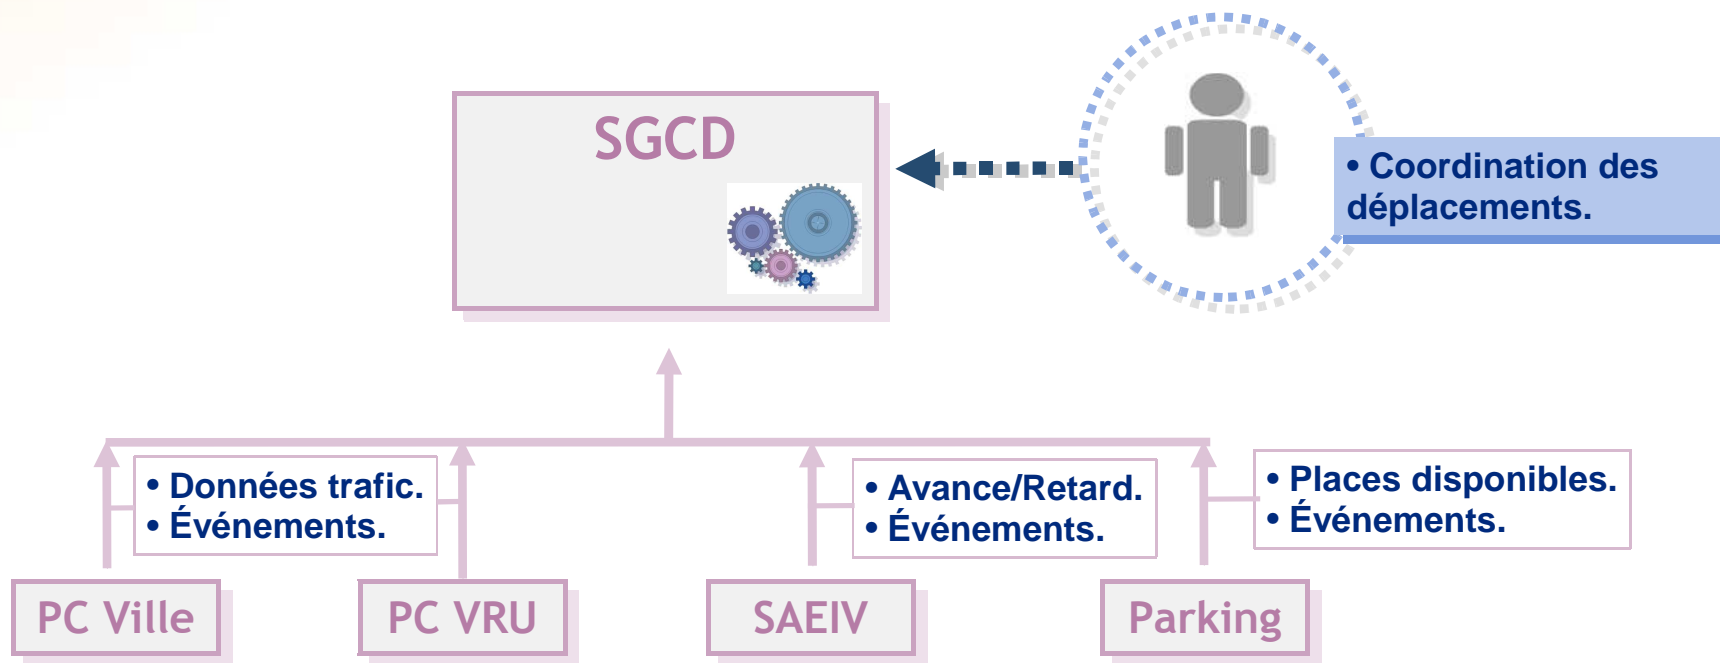 SGCD
• Coordination des
déplacements.
• Données trafic.
• Événements.
• Avance/Retard.
• Événements.
• Places disponibles.
• Événements.
PC Ville
PC VRU
SAEIV
Parking